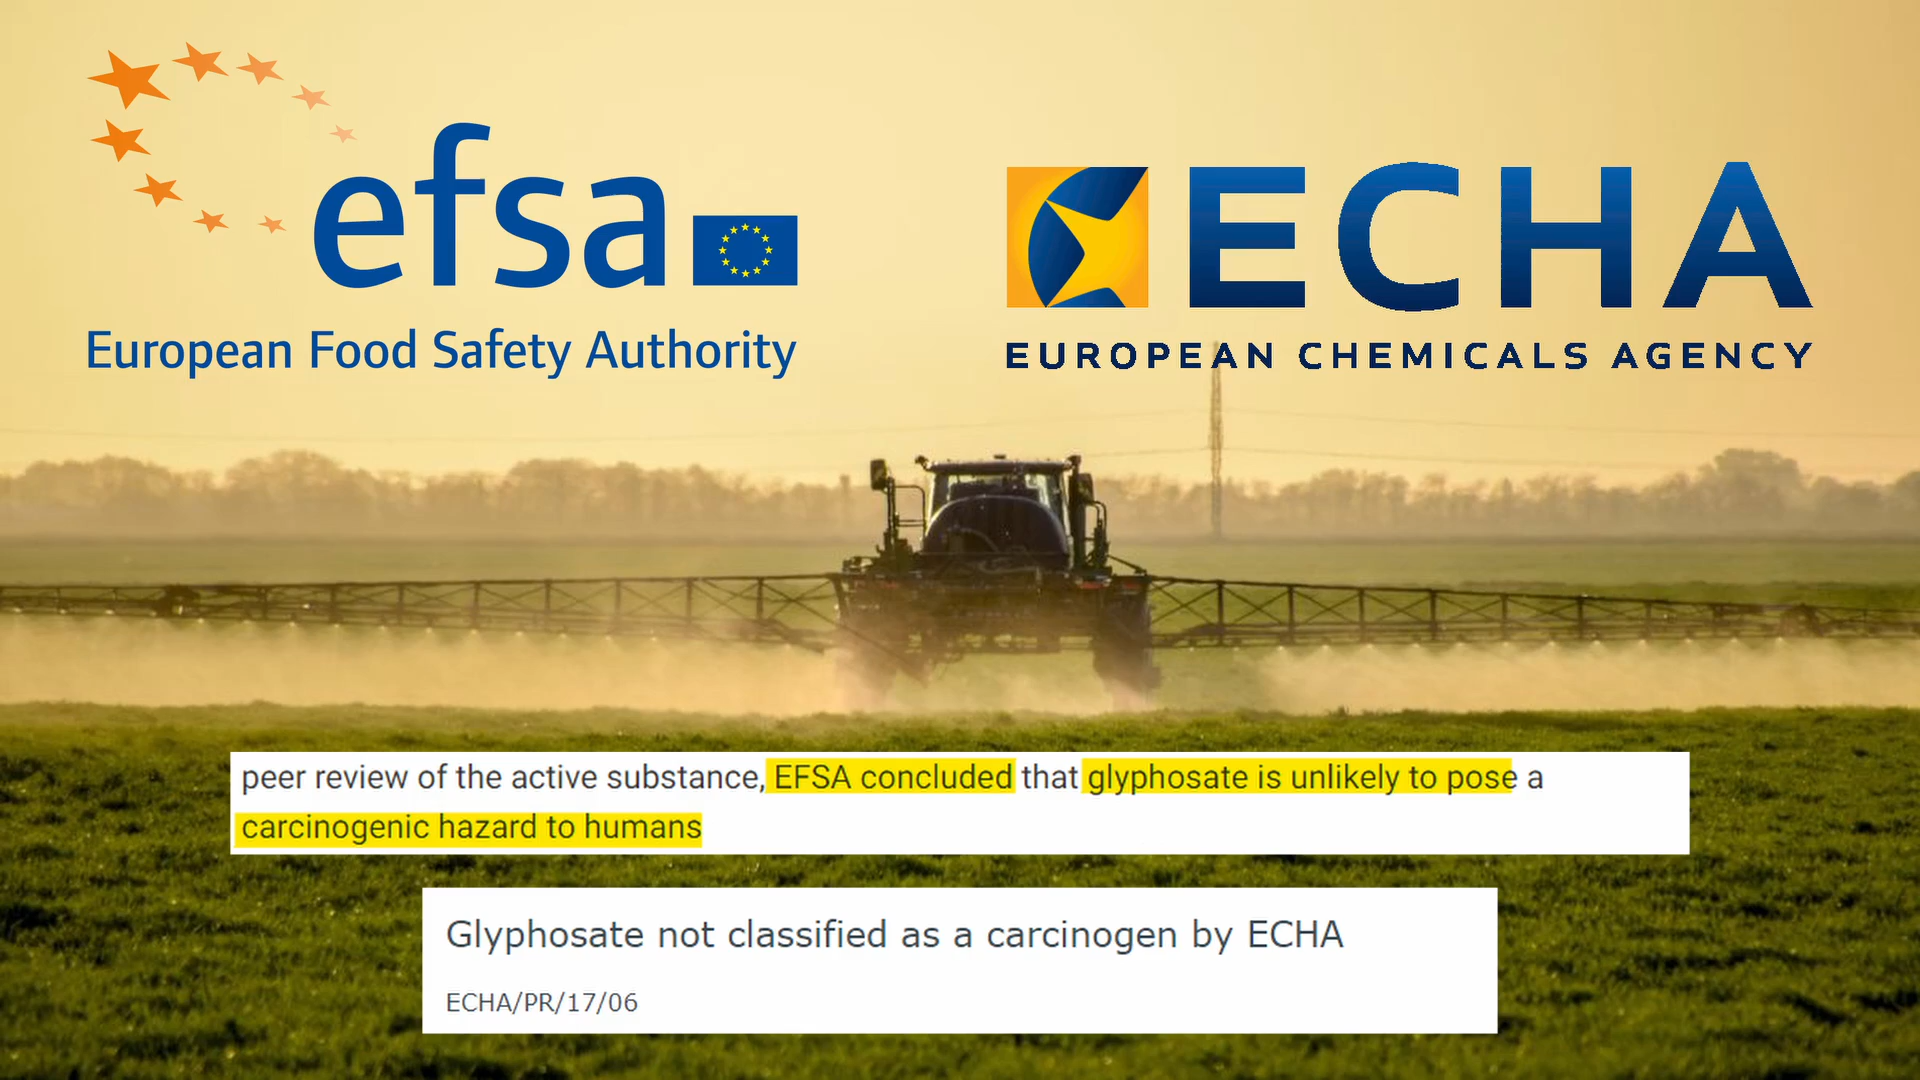 efsa
European Food Safety Authority
ECHA
EUROPEAN CHEMICALS AGENCY
peer review of the active substance, EFSA concluded that glyphosate is unlikely to pose a
carcinogenic hazard to humans
Glyphosate not classified as a carcinogen by ECHA
ECHA/PR/17/06